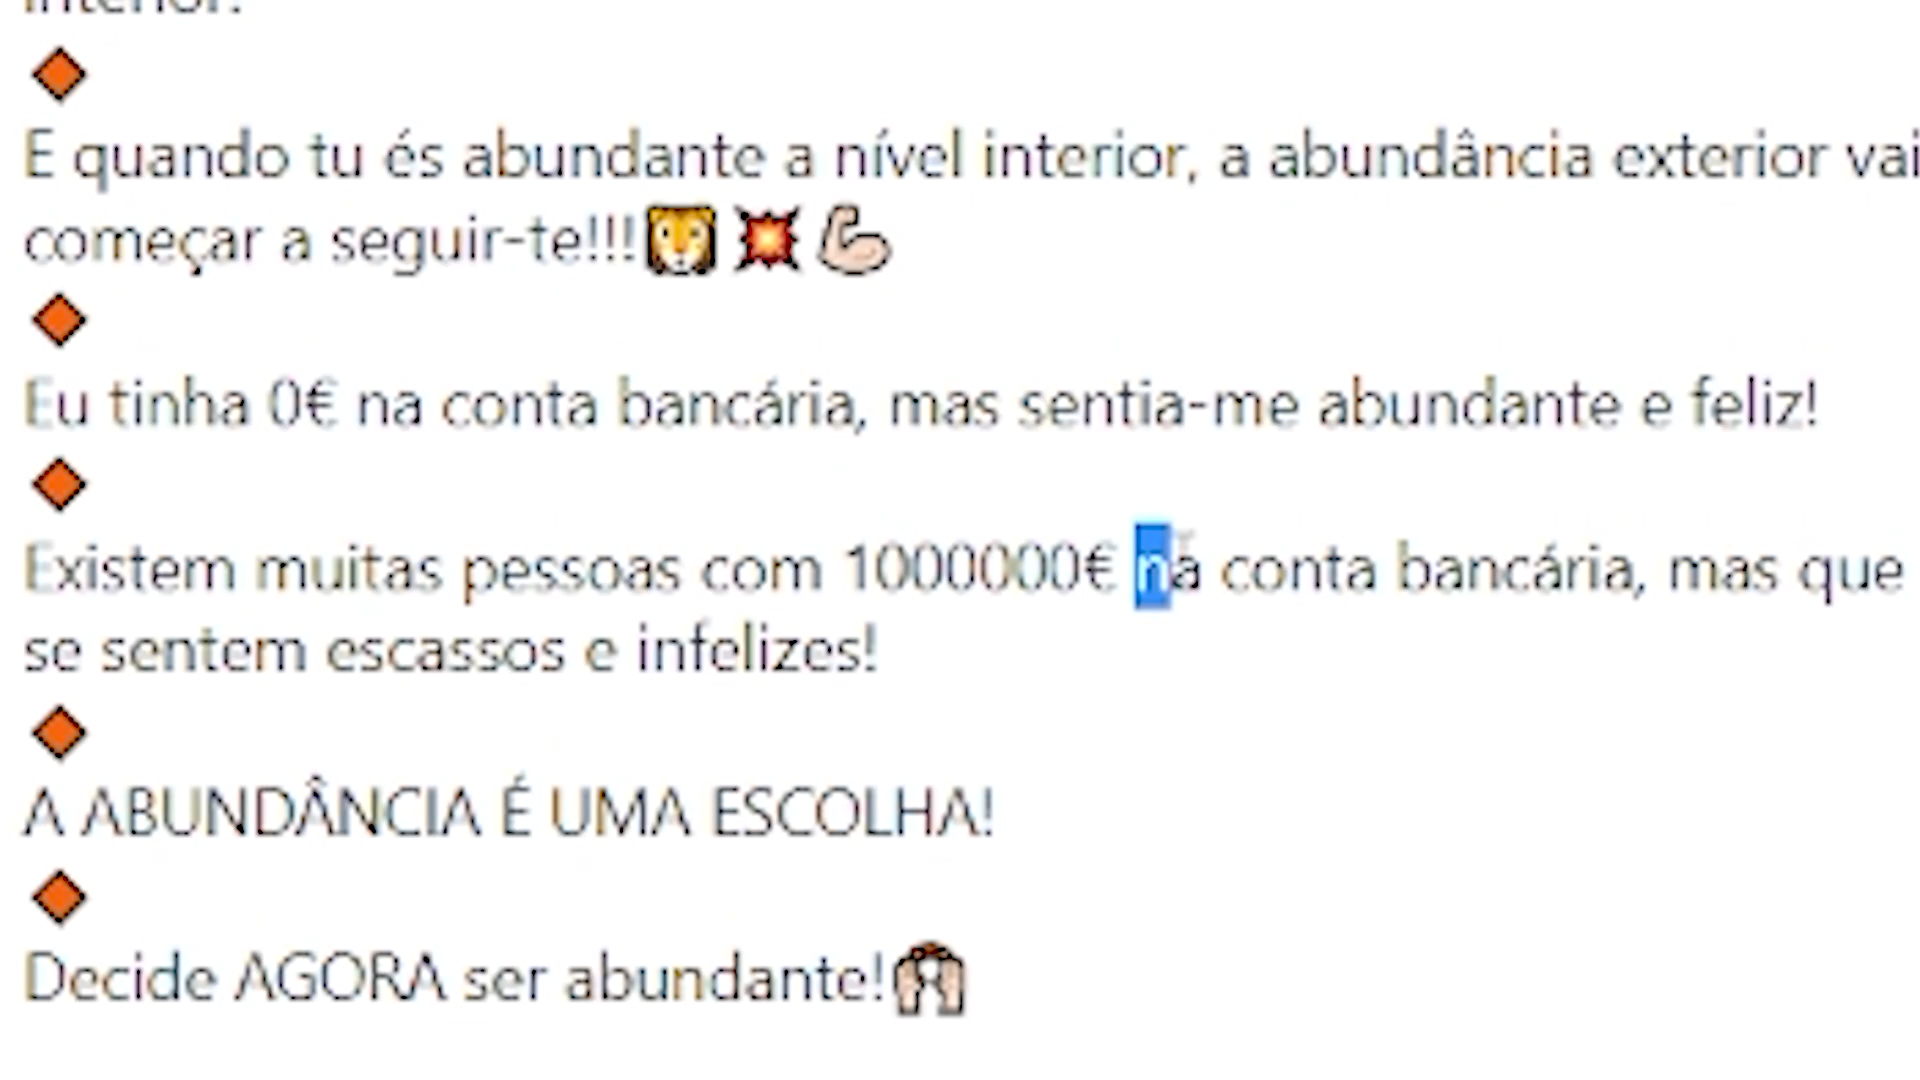 interior.
🔸
E quando tu és abundante a nível interior, a abundância exterior vai
começar a seguir-te!!!🐯💥💪🏻
🔸
Eu tinha 0€ na conta bancária, mas sentia-me abundante e feliz!
🔸
Existem muitas pessoas com 1000000€ na conta bancária, mas que
se sentem escassos e infelizes!
🔸
A ABUNDÂNCIA É UMA ESCOLHA!
🔸
Decide AGORA ser abundante!🙌🏻